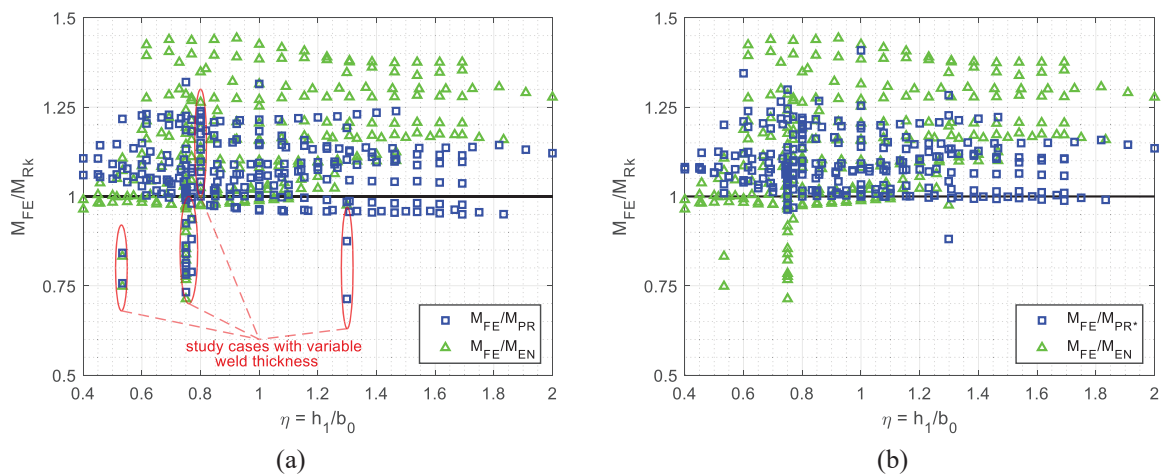 1.5
1.25
1
0.75
0.5
M_FE/M_Rk
0.4 0.6 0.8 1 1.2 1.4 1.6 1.8 2
η = h_1/b_0
study cases with variable
weld thickness
M_FE/M_PR
M_FE/M_EN
(a)
1.5
1.25
1
0.75
0.5
M_FE/M_Rk
0.4 0.6 0.8 1 1.2 1.4 1.6 1.8 2
η = h_1/b_0
M_FE/M_PR*
M_FE/M_EN
(b)